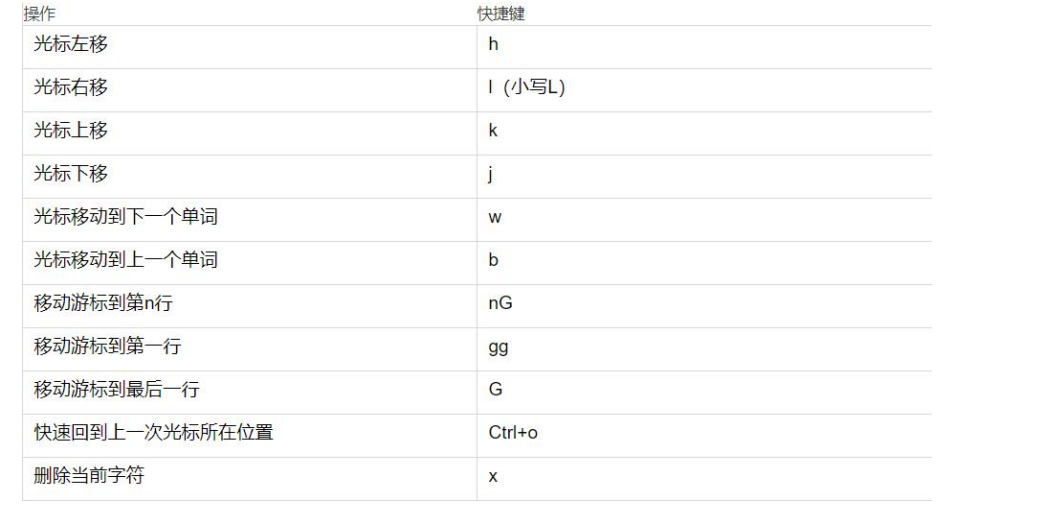 操作 快捷键
光标左移 h
光标右移 l（小写L）
光标上移 k
光标下移 j
光标移动到下一个单词 w
光标移动到上一个单词 b
移动游标到第n行 nG
移动游标到第一行 gg
移动游标到最后一行 G
快速回到上一次光标所在位置 Ctrl+o
删除当前字符 x